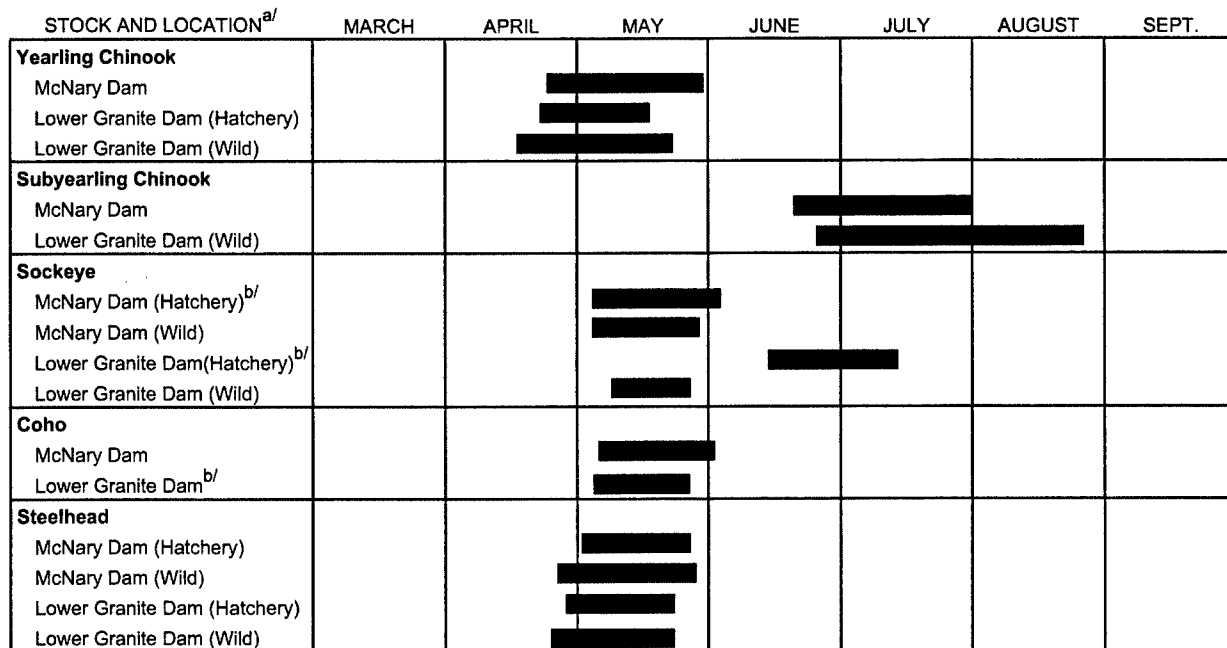 STOCK AND LOCATION a/ MARCH APRIL MAY JUNE JULY AUGUST SEPT.
Yearling Chinook
McNary Dam
Lower Granite Dam (Hatchery)
Lower Granite Dam (Wild)
Subyearling Chinook
McNary Dam
Lower Granite Dam (Wild)
Sockeye
McNary Dam (Hatchery) b/
McNary Dam (Wild)
Lower Granite Dam(Hatchery) b/
Lower Granite Dam (Wild)
Coho
McNary Dam
Lower Granite Dam b/
Steelhead
McNary Dam (Hatchery)
McNary Dam (Wild)
Lower Granite Dam (Hatchery)
Lower Granite Dam (Wild)